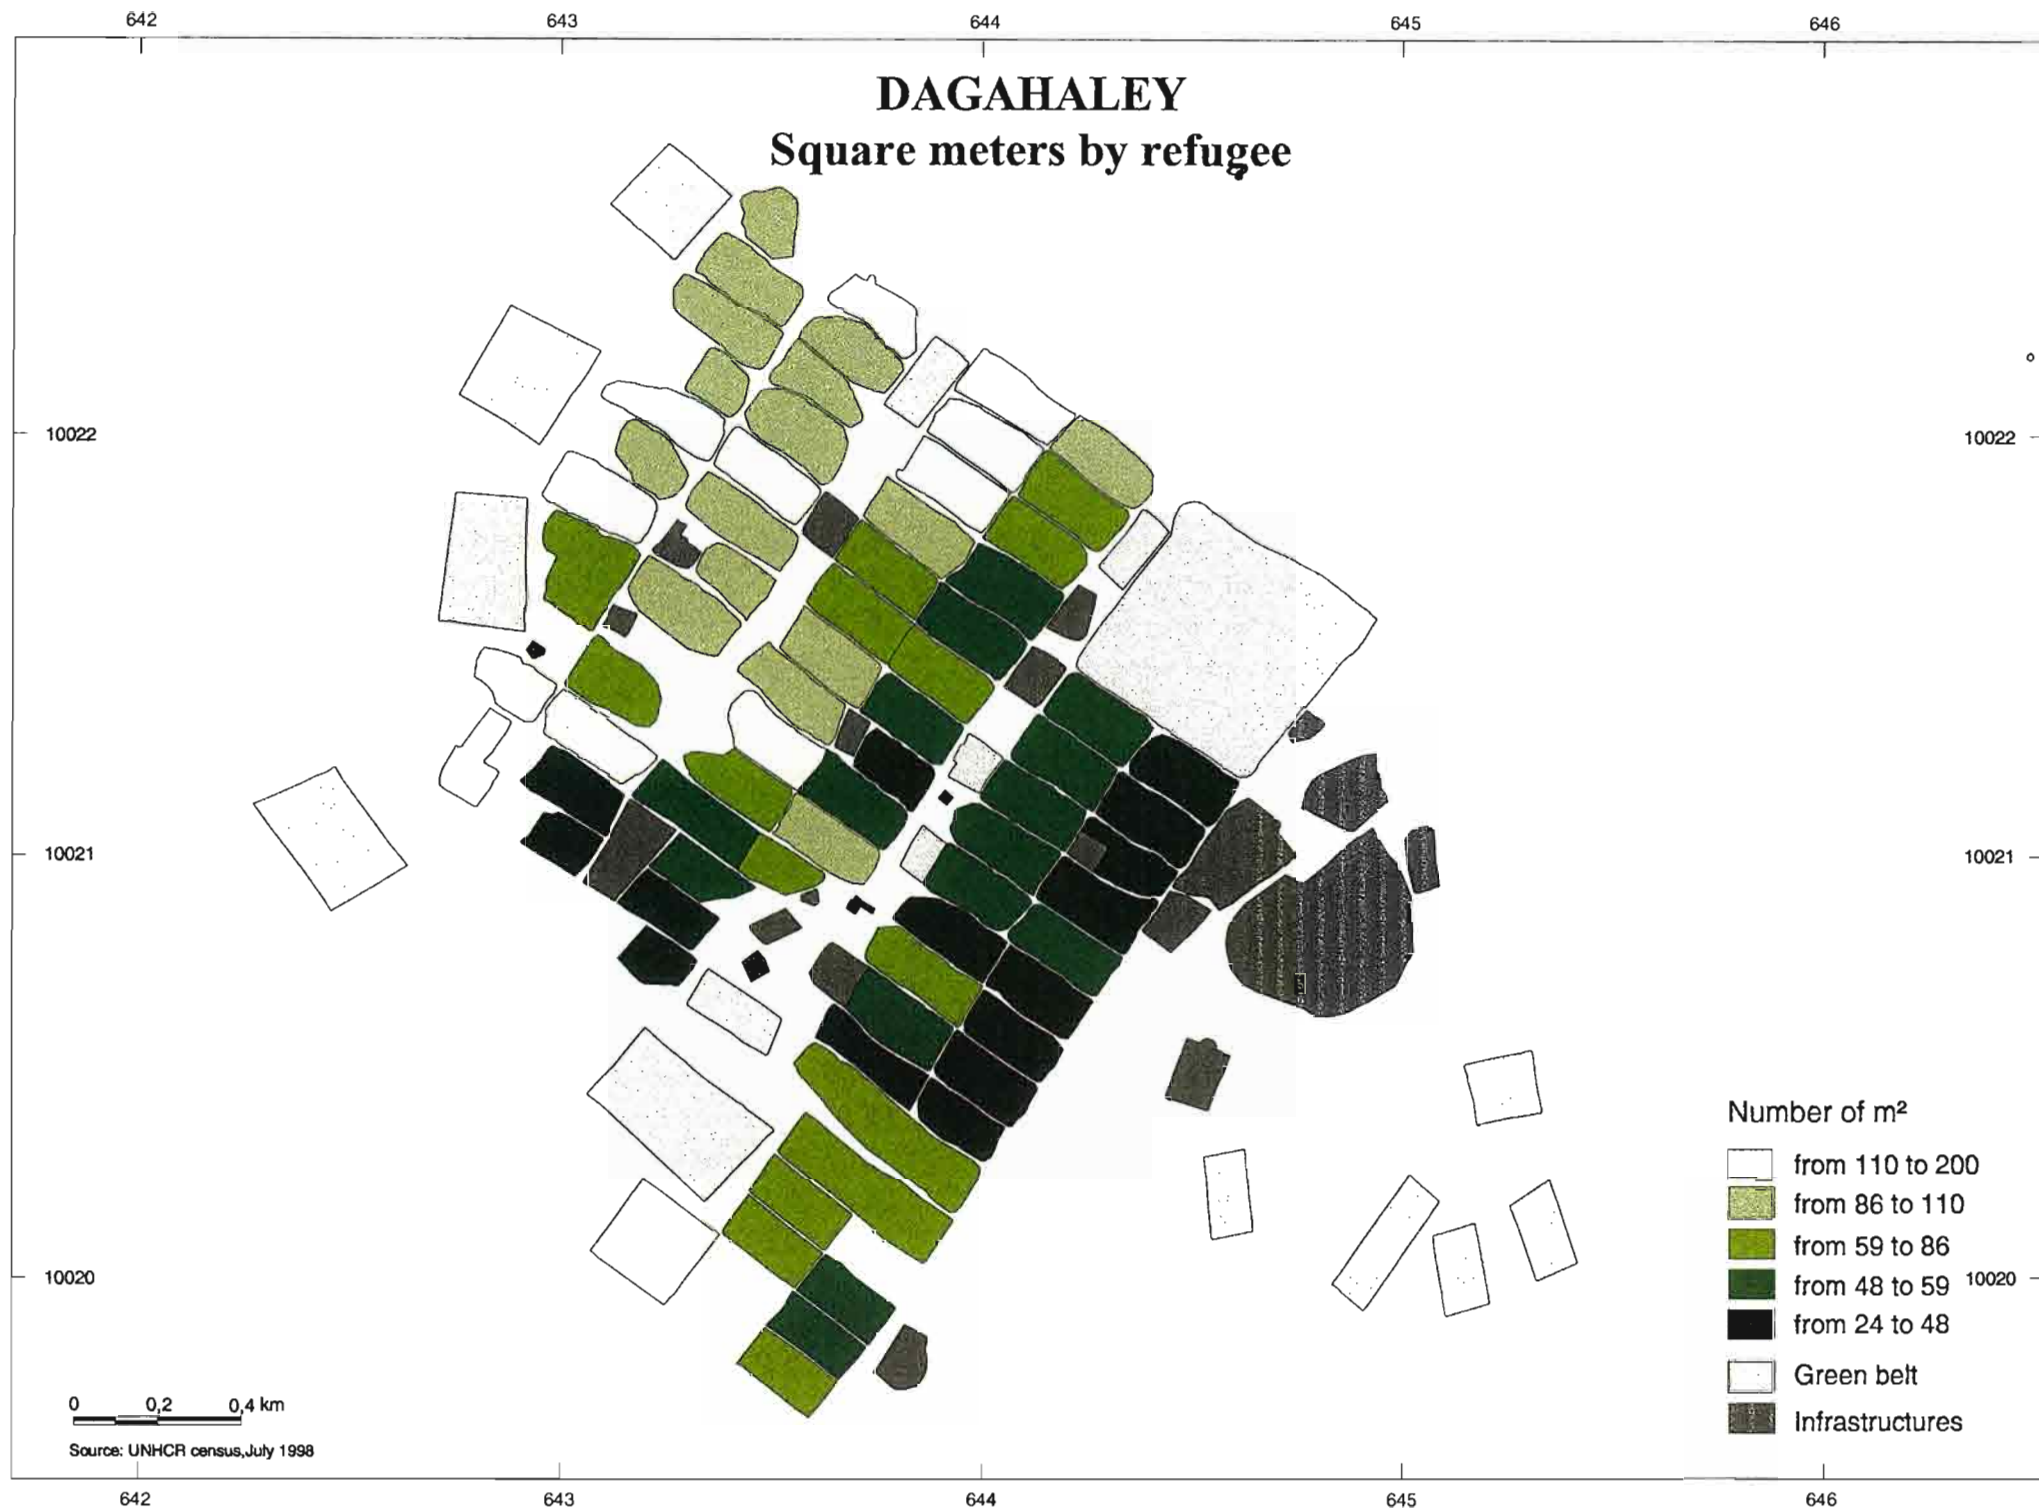 642 643 644 645 646
DAGAHALEY
Square meters by refugee
10022 10022
10021 10021
Number of m²
from 110 to 200
from 86 to 110
from 59 to 86
10020 10020
from 48 to 59
from 24 to 48
Green belt
Infrastructures
0 0,2 0,4 km
Source: UNHCR census,July 1998
642 643 644 645 646